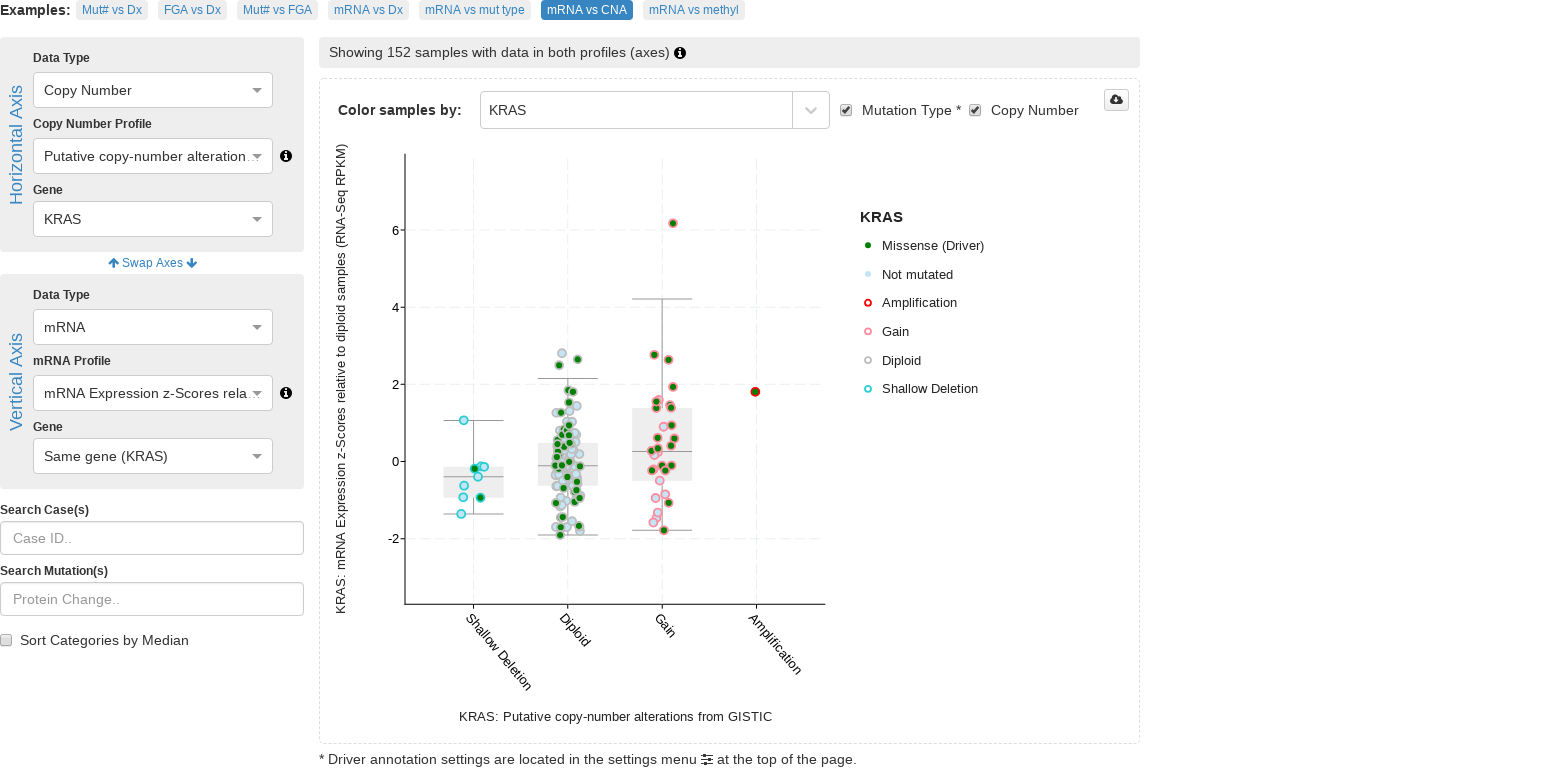 Examples: Mut# vs Dx FGA vs Dx Mut# vs FGA mRNA vs Dx mRNA vs mut type mRNA vs CNA mRNA vs methyl
Horizontal Axis
Data Type
Copy Number
Copy Number Profile
Putative copy-number alteration…
Gene
KRAS
Swap Axes
Vertical Axis
Data Type
mRNA
mRNA Profile
mRNA Expression z-Scores rela…
Gene
Same gene (KRAS)
Search Case(s)
Case ID..
Search Mutation(s)
Protein Change..
Sort Categories by Median
Showing 152 samples with data in both profiles (axes)
Color samples by: KRAS Mutation Type * Copy Number
KRAS: mRNA Expression z-Scores relative to diploid samples (RNA-Seq RPKM)
6
4
2
0
-2
Shallow Deletion
Diploid
Gain
Amplification
KRAS: Putative copy-number alterations from GISTIC
KRAS
Missense (Driver)
Not mutated
Amplification
Gain
Diploid
Shallow Deletion
* Driver annotation settings are located in the settings menu at the top of the page.